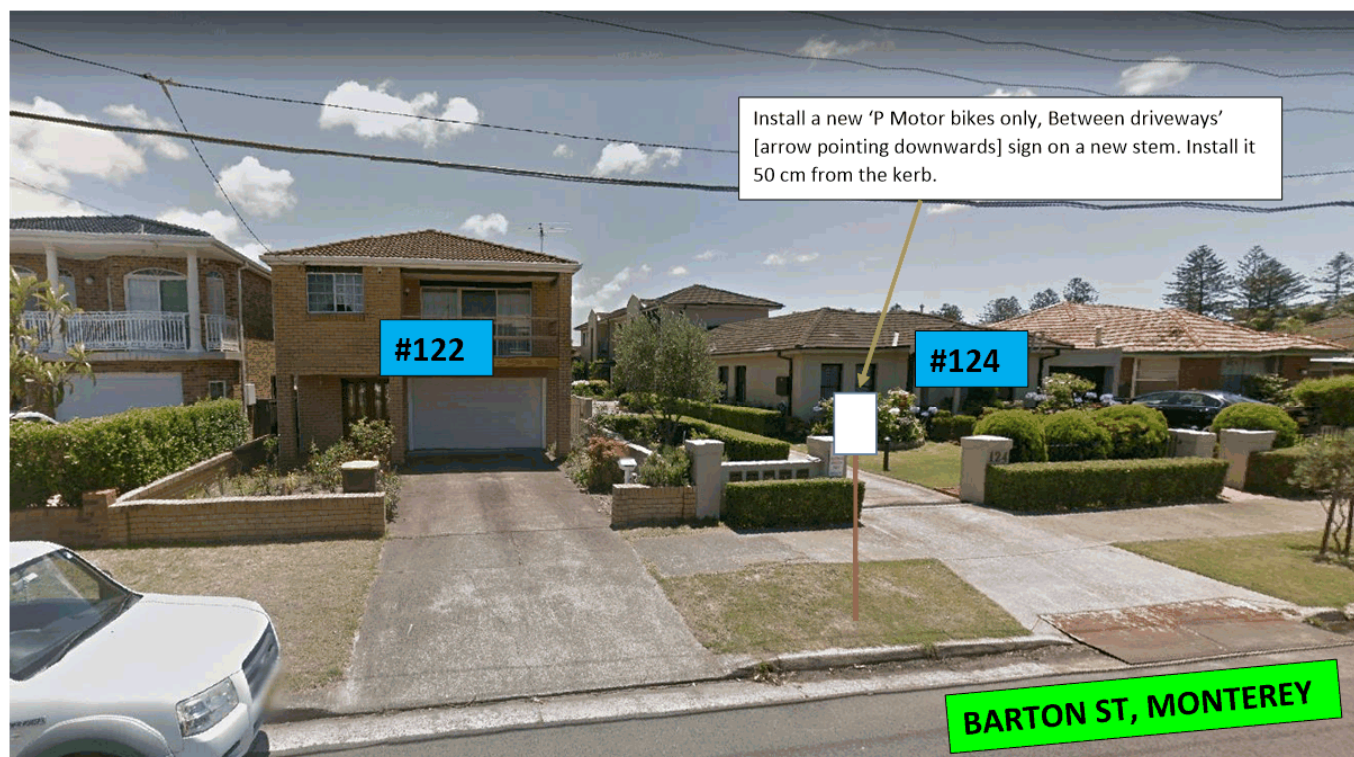 Install a new ‘P Motor bikes only, Between driveways’
[arrow pointing downwards] sign on a new stem. Install it
50 cm from the kerb.
#122
#124
124
BARTON ST, MONTEREY